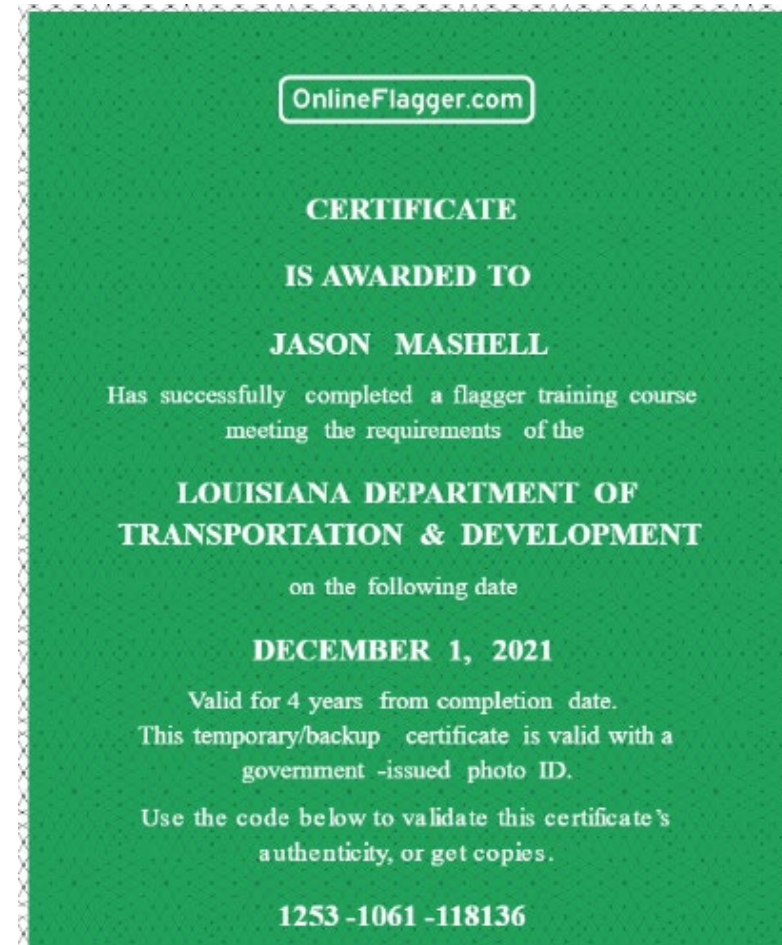 OnlineFlagger.com
CERTIFICATE
IS AWARDED TO
JASON MASHELL
Has successfully completed a flagger training course
meeting the requirements of the
LOUISIANA DEPARTMENT OF
TRANSPORTATION & DEVELOPMENT
on the following date
DECEMBER 1, 2021
Valid for 4 years from completion date.
This temporary/backup certificate is valid with a
government -issued photo ID.
Use the code below to validate this certificate's
authenticity, or get copies.
1253 -1061 -118136